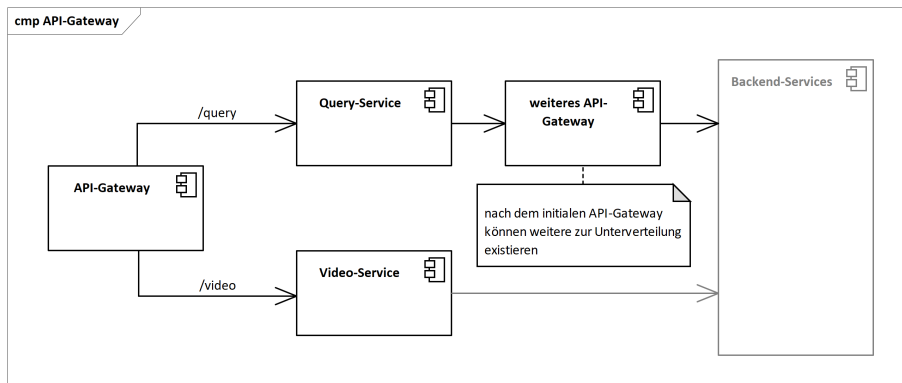 cmp API-Gateway
Backend-Services
Query-Service
weiteres API-
Gateway
/query
API-Gateway
nach dem initialen API-Gateway
können weitere zur Unterverteilung
existieren
Video-Service
/video